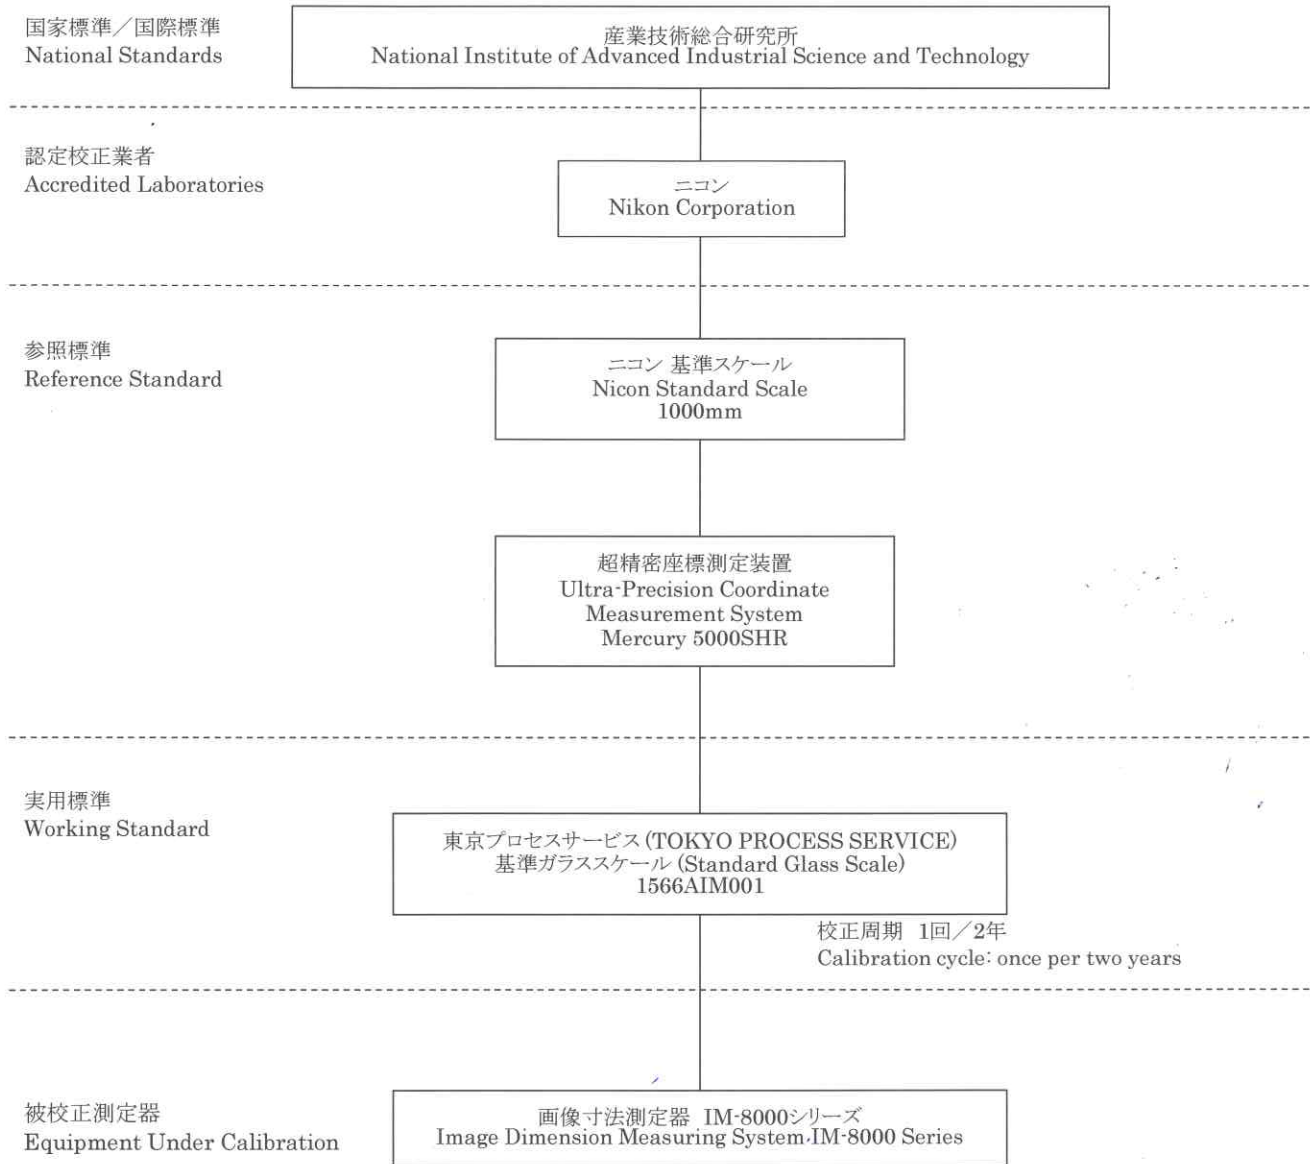 国家標準／国際標準
National Standards
産業技術総合研究所
National Institute of Advanced Industrial Science and Technology
認定校正業者
Accredited Laboratories
ニコン
Nikon Corporation
参照標準
Reference Standard
ニコン 基準スケール
Nicon Standard Scale
1000mm
超精密座標測定装置
Ultra-Precision Coordinate
Measurement System
Mercury 5000SHR
実用標準
Working Standard
東京プロセスサービス (TOKYO PROCESS SERVICE)
基準ガラススケール (Standard Glass Scale)
1566AIM001
校正周期 1回／2年
Calibration cycle: once per two years
被校正測定器
Equipment Under Calibration
画像寸法測定器 IM-8000シリーズ
Image Dimension Measuring System IM-8000 Series